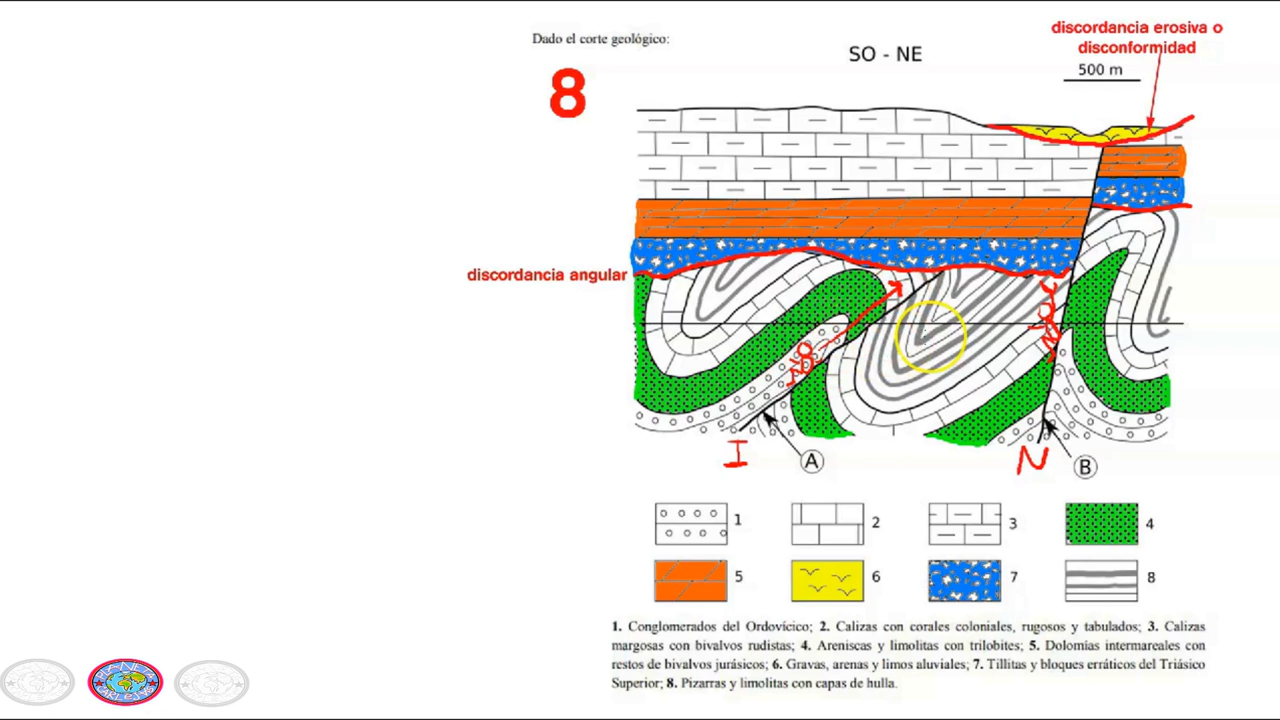 Dado el corte geológico:
8
SO - NE
discordancia erosiva o
disconformidad
500 m
discordancia angular
I
A
N
B
1
2
3
4
5
6
7
8
1. Conglomerados del Ordovícico; 2. Calizas con corales coloniales, rugosos y tabulados; 3. Calizas
margosas con bivalvos rudistas; 4. Areniscas y limolitas con trilobites; 5. Dolomías intermareales con
restos de bivalvos jurásicos; 6. Gravas, arenas y limos aluviales; 7. Tillitas y bloques erráticos del Triásico
Superior; 8. Pizarras y limolitas con capas de hulla.